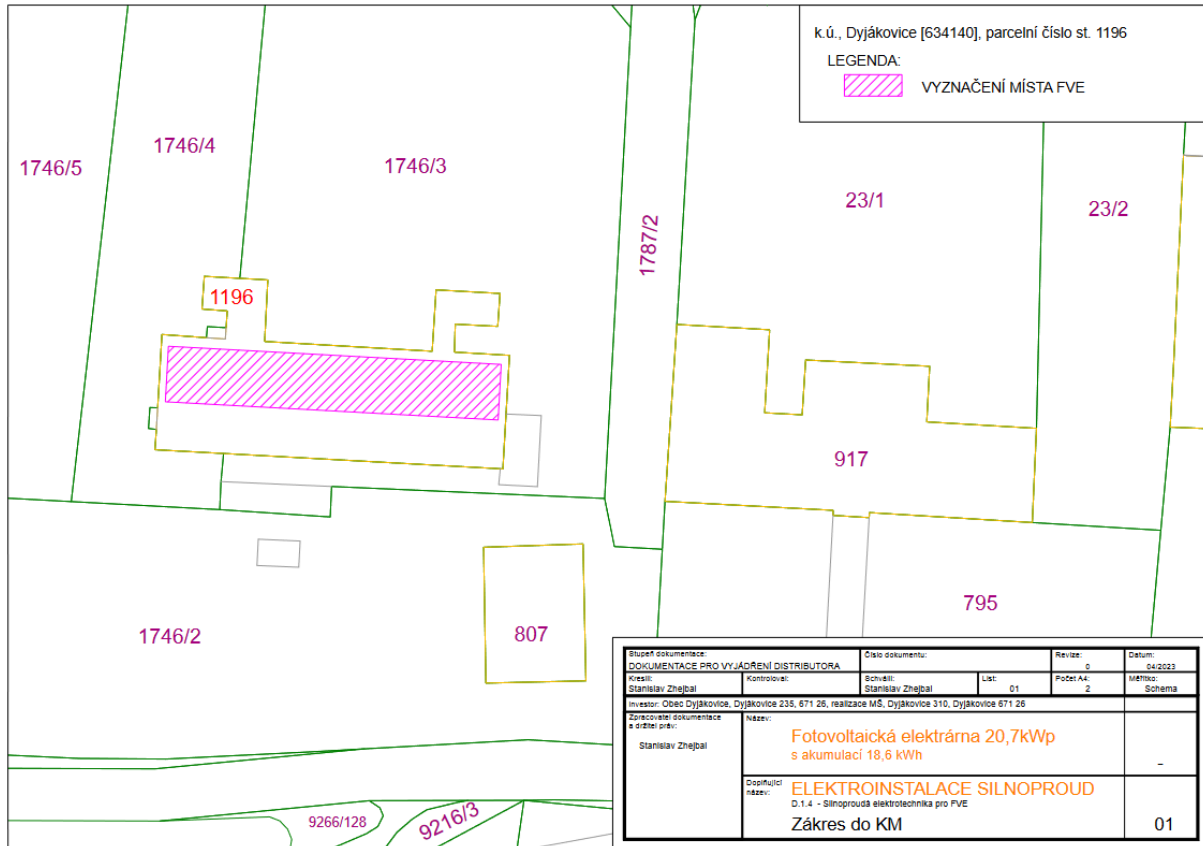 k.ú., Dyjákovice [634140], parcelní číslo st. 1196
LEGENDA:
VYZNAČENÍ MÍSTA FVE
1746/5
1746/4
1746/3
1787/2
23/1
23/2
1196
917
795
1746/2
807
9266/128
9216/3
Stupeň dokumentace:
DOKUMENTACE PRO VYJÁDŘENÍ DISTRIBUTORA
Číslo dokumentu:
Revize:
0
Datum:
04/2023
Kreslil:
Stanislav Zhejbal
Kontroloval:
Schválil:
Stanislav Zhejbal
List:
01
Počet A4:
2
Měřítko:
Schema
Investor: Obec Dyjákovice, Dyjákovice 235, 671 26, realizace MŠ, Dyjákovice 310, Dyjákovice 671 26
Zpracovatel dokumentace
a držitel práv:
Stanislav Zhejbal
Název:
Fotovoltaická elektrárna 20,7kWp
s akumulací 18,6 kWh
–
Doplňující
název:
ELEKTROINSTALACE SILNOPROUD
D.1.4 - Silnoproudá elektrotechnika pro FVE
Zákres do KM
01